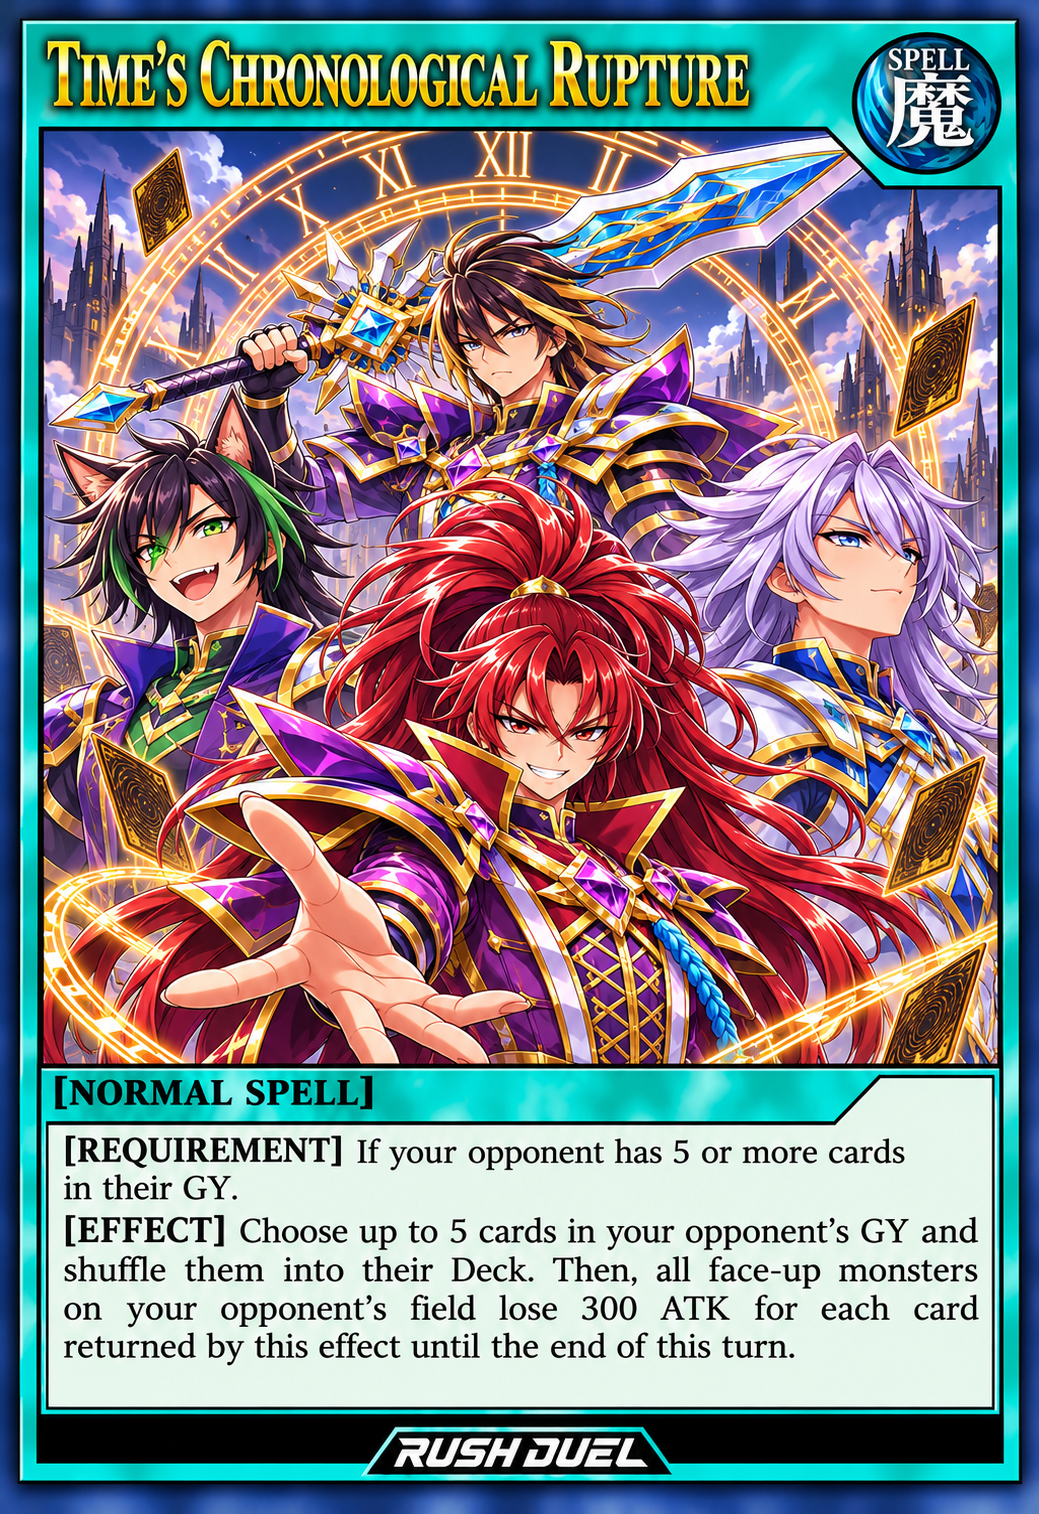 TIME'S CHRONOLOGICAL RUPTURE
SPELL
魔
X
XI
XII
II
[NORMAL SPELL]
[REQUIREMENT] If your opponent has 5 or more cards
in their GY.
[EFFECT] Choose up to 5 cards in your opponent's GY and
shuffle them into their Deck. Then, all face-up monsters
on your opponent's field lose 300 ATK for each card
returned by this effect until the end of this turn.
RUSH DUEL